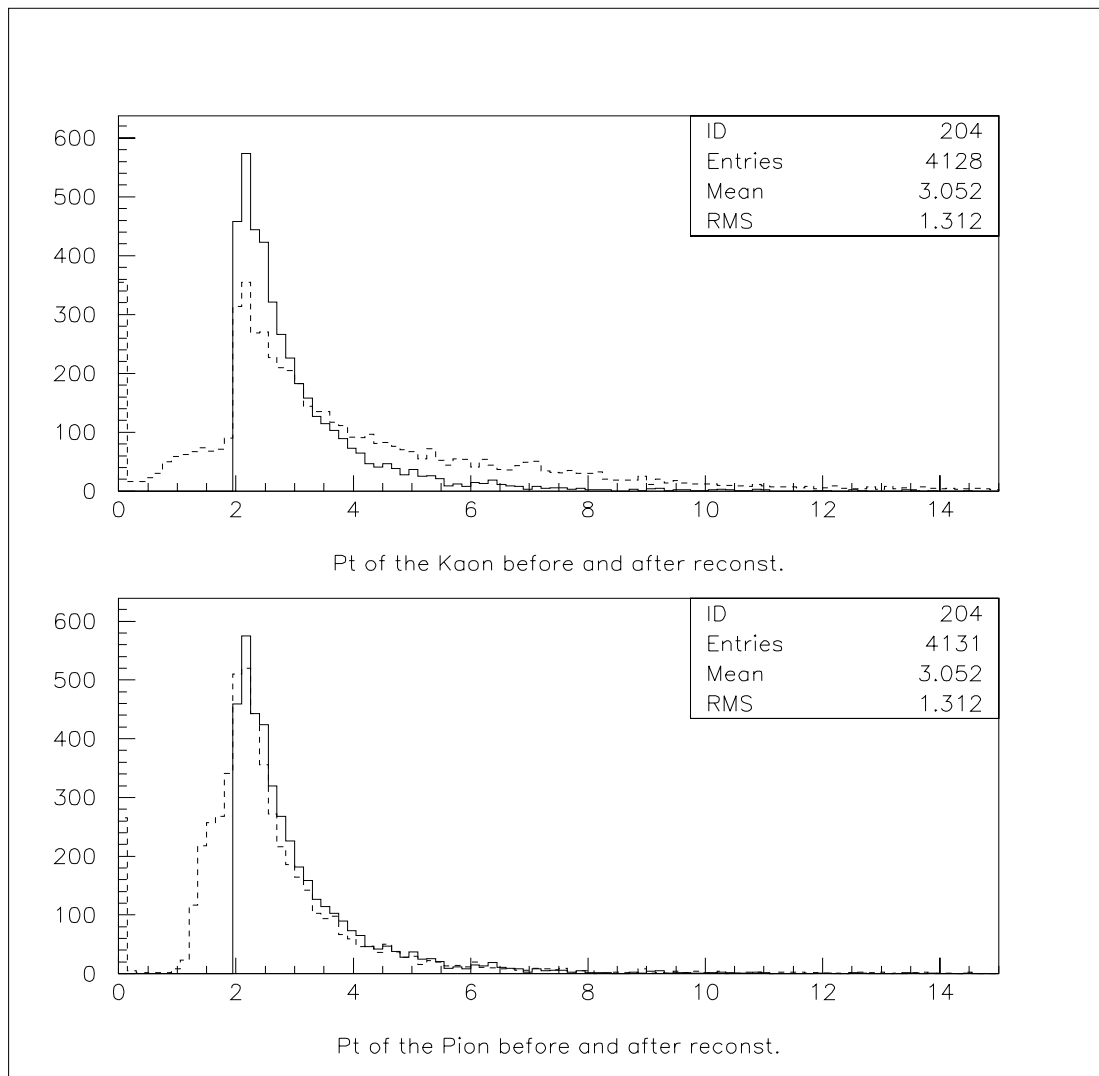 ID 204
Entries 4128
Mean 3.052
RMS 1.312
600
500
400
300
200
100
0
0 2 4 6 8 10 12 14
Pt of the Kaon before and after reconst.
ID 204
Entries 4131
Mean 3.052
RMS 1.312
600
500
400
300
200
100
0
0 2 4 6 8 10 12 14
Pt of the Pion before and after reconst.